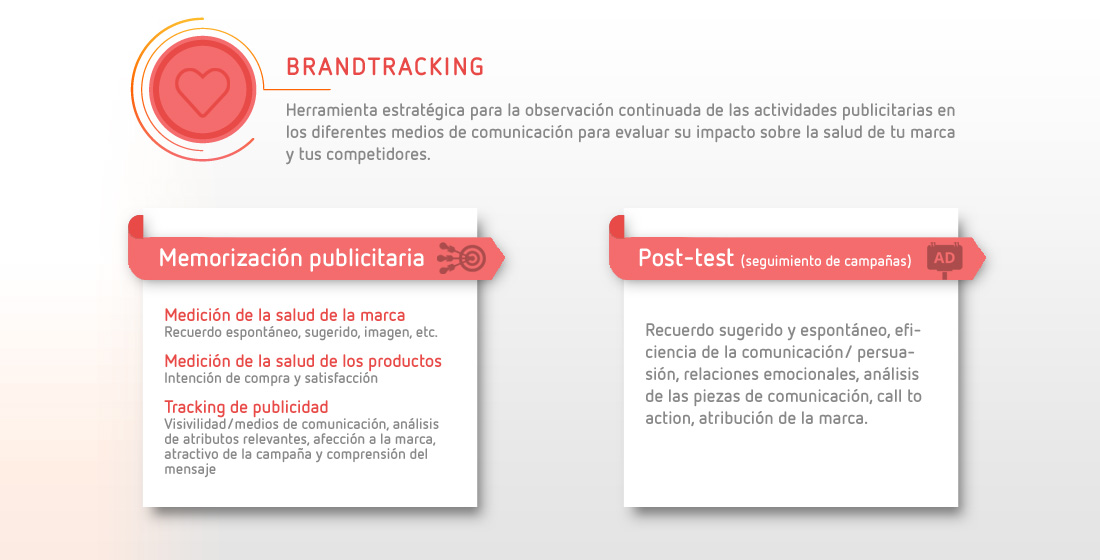 BRANDTRACKING
Herramienta estratégica para la observación continuada de las actividades publicitarias en
los diferentes medios de comunicación para evaluar su impacto sobre la salud de tu marca
y tus competidores.
Memorización publicitaria
Medición de la salud de la marca
Recuerdo espontáneo, sugerido, imagen, etc.
Medición de la salud de los productos
Intención de compra y satisfacción
Tracking de publicidad
Visivilidad/medios de comunicación, análisis
de atributos relevantes, afección a la marca,
atractivo de la campaña y comprensión del
mensaje
Post-test (seguimiento de campañas)
AD
Recuerdo sugerido y espontáneo, efi-
ciencia de la comunicación/ persua-
sión, relaciones emocionales, análisis
de las piezas de comunicación, call to
action, atribución de la marca.